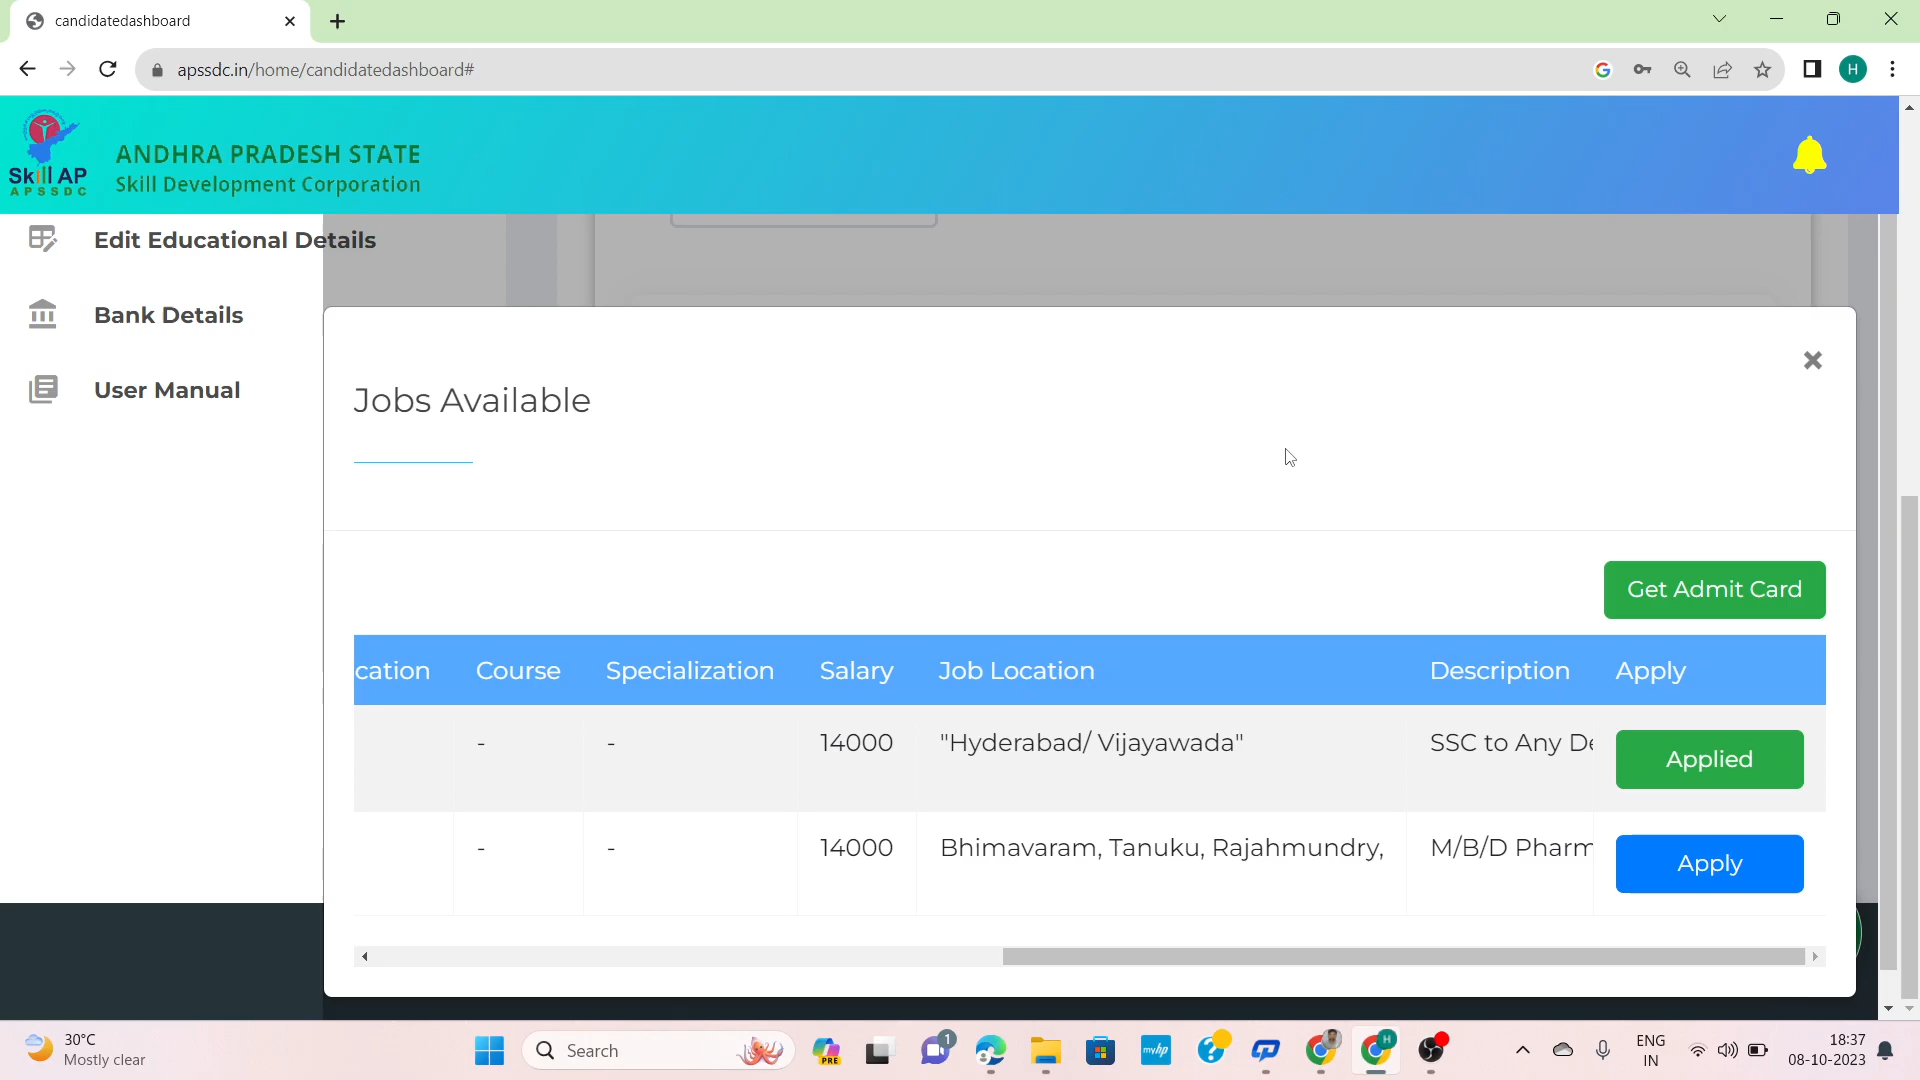 candidatedashboard
apssdc.in/home/candidatedashboard#
H
Skill AP
APSSDC
ANDHRA PRADESH STATE
Skill Development Corporation
Edit Educational Details
Bank Details
User Manual
Jobs Available
Get Admit Card
cation Course Specialization Salary Job Location Description Apply
- - 14000 "Hyderabad/ Vijayawada" SSC to Any De Applied
- - 14000 Bhimavaram, Tanuku, Rajahmundry, M/B/D Pharm Apply
30°C
Mostly clear
Search
PRE
1
myhp
H
ENG
IN
18:37
08-10-2023